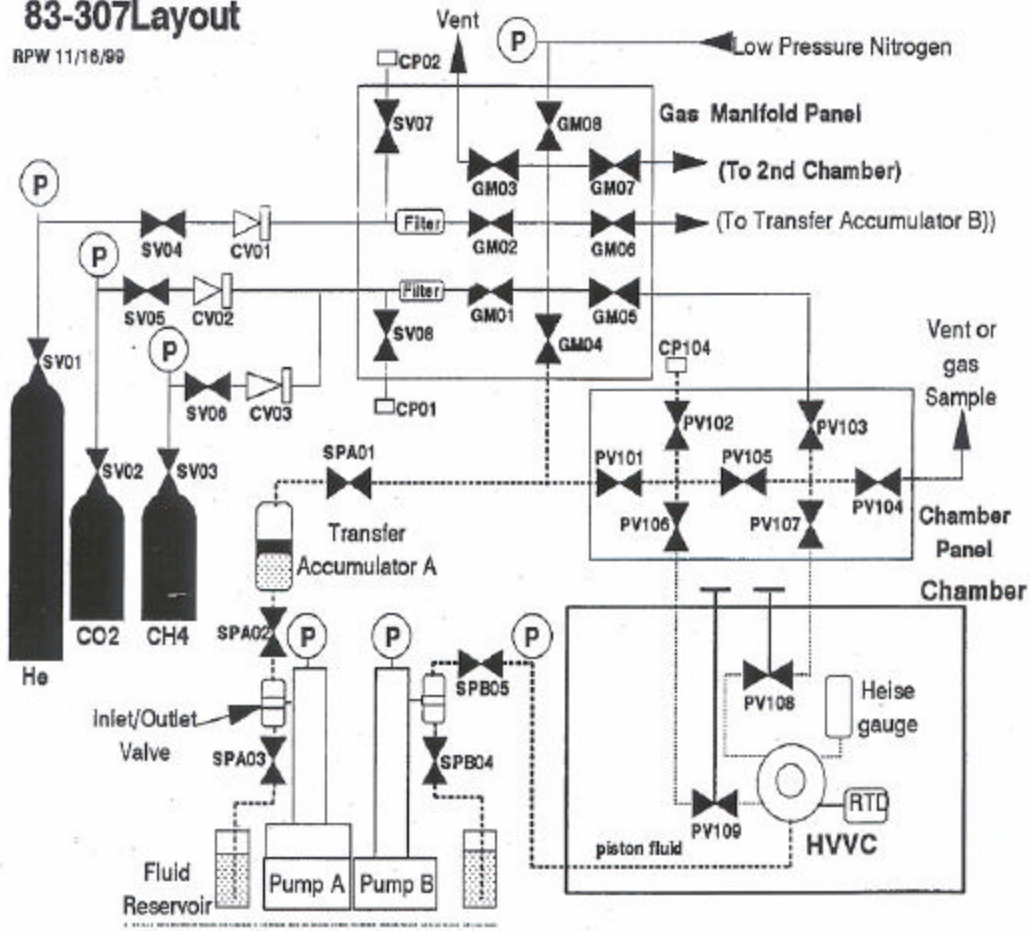 83-307Layout
RPW 11/16/99
Vent
P
Low Pressure Nitrogen
CP02
SV07
GM08
Gas Manifold Panel
GM03
GM07
(To 2nd Chamber)
P
SV04
CV01
Filter
GM02
GM06
(To Transfer Accumulator B))
P
SV05
CV02
Filter
GM01
GM05
SV01
P
SV06
CV03
SV08
GM04
CP01
CP104
Vent or
gas
Sample
SV02
SV03
SPA01
PV102
PV103
PV101
PV105
PV104
PV106
PV107
Chamber
Panel
Transfer
Accumulator A
He
CO2
CH4
SPA02
P
P
P
Chamber
SPB05
PV108
Heise
gauge
Inlet/Outlet
Valve
SPA03
SPB04
PV109
RTD
HVVC
piston fluid
Fluid
Reservoir
Pump A
Pump B